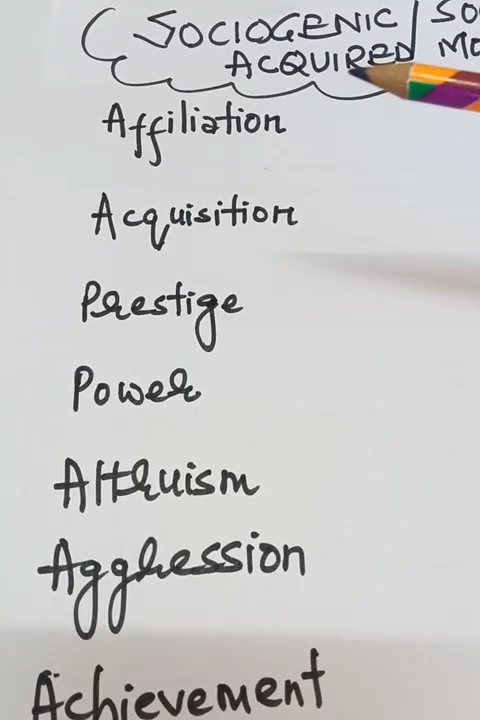 SOCIOGENIC /
ACQUIRED
Affiliation
Acquisition
Prestige
Power
Altruism
Aggression
Achievement